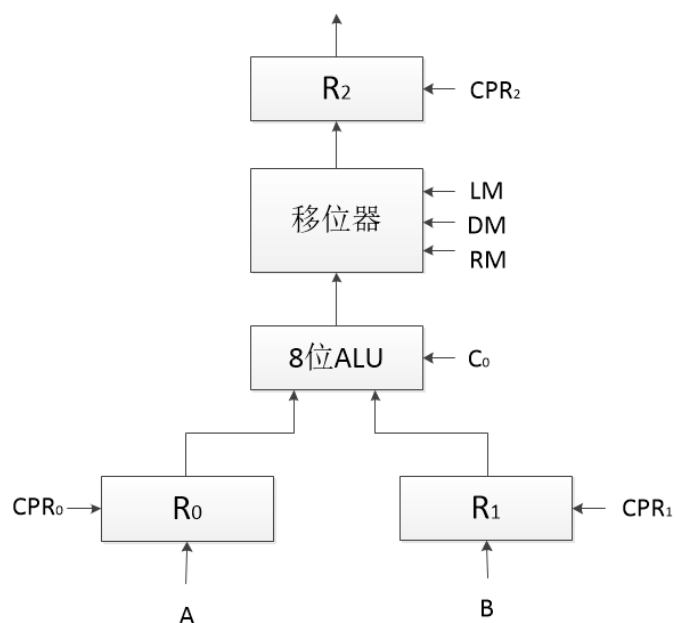 R₂
CPR₂
移位器
LM
DM
RM
8位ALU
C₀
CPR₀
R₀
R₁
CPR₁
A
B